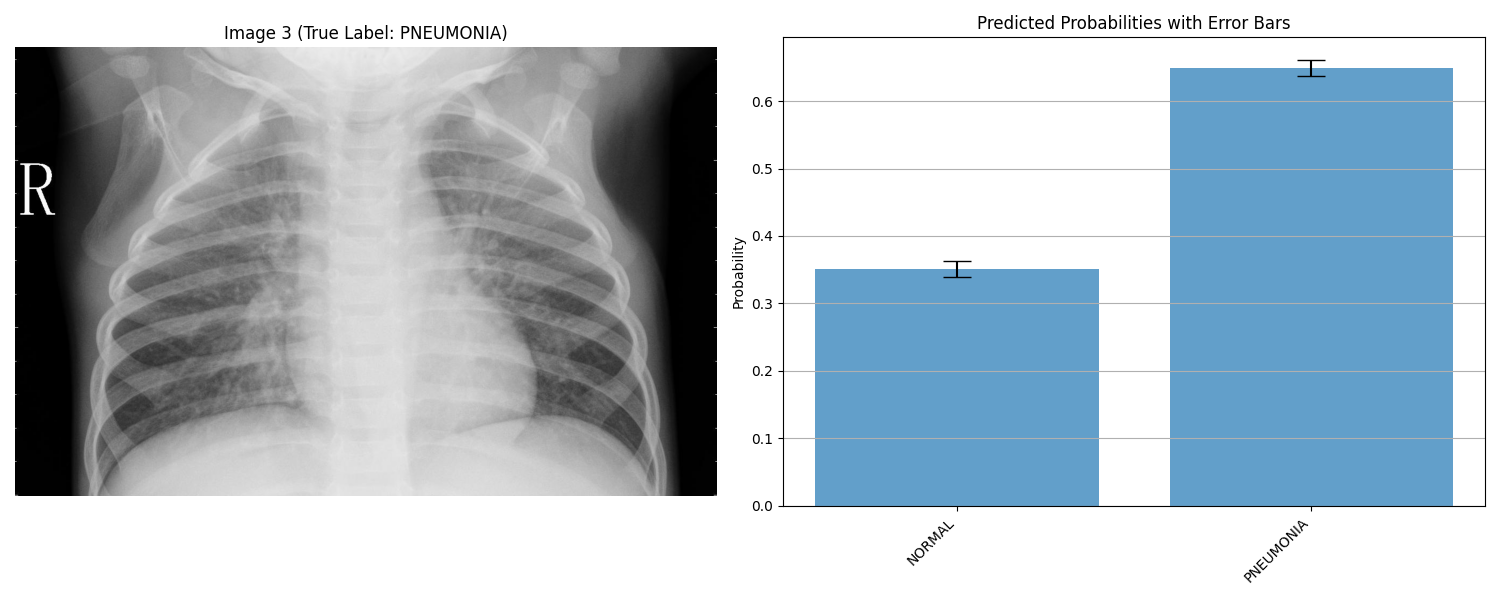 Image 3 (True Label: PNEUMONIA)
R
Predicted Probabilities with Error Bars
Probability
0.6
0.5
0.4
0.3
0.2
0.1
0.0
NORMAL
PNEUMONIA